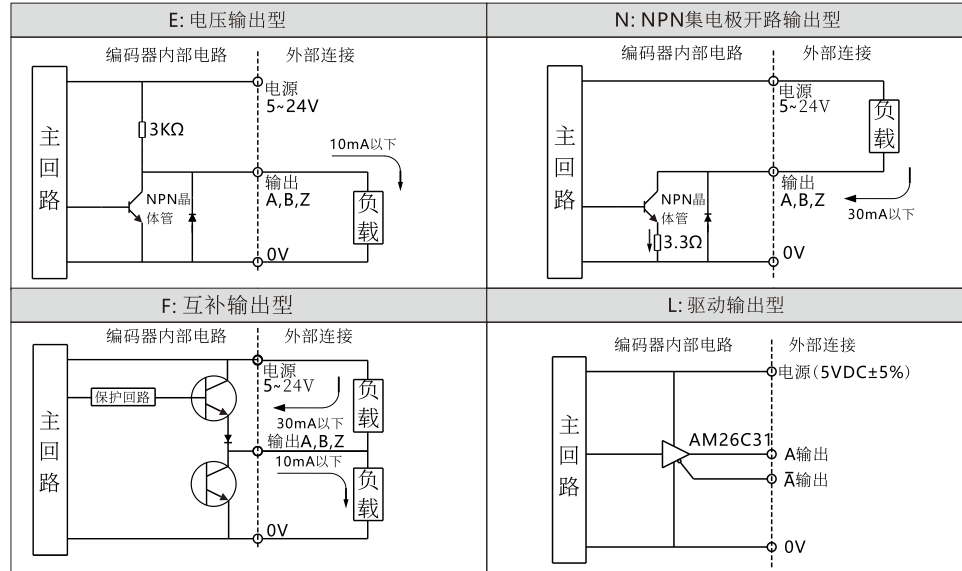 E: 电压输出型
编码器内部电路 外部连接
电源
5~24V
3KΩ
主回路
10mA以下
输出
A,B,Z
NPN晶
体管
负载
0V
N: NPN集电极开路输出型
编码器内部电路 外部连接
电源
5~24V
负载
主回路
输出
A,B,Z
NPN晶
体管
30mA以下
3.3Ω
0V
F: 互补输出型
编码器内部电路 外部连接
电源
5~24V
保护回路
负载
30mA以下
主回路
输出A,B,Z
10mA以下
负载
0V
L: 驱动输出型
编码器内部电路 外部连接
电源(5VDC±5%)
主回路
AM26C31
A输出
A̅输出
0V